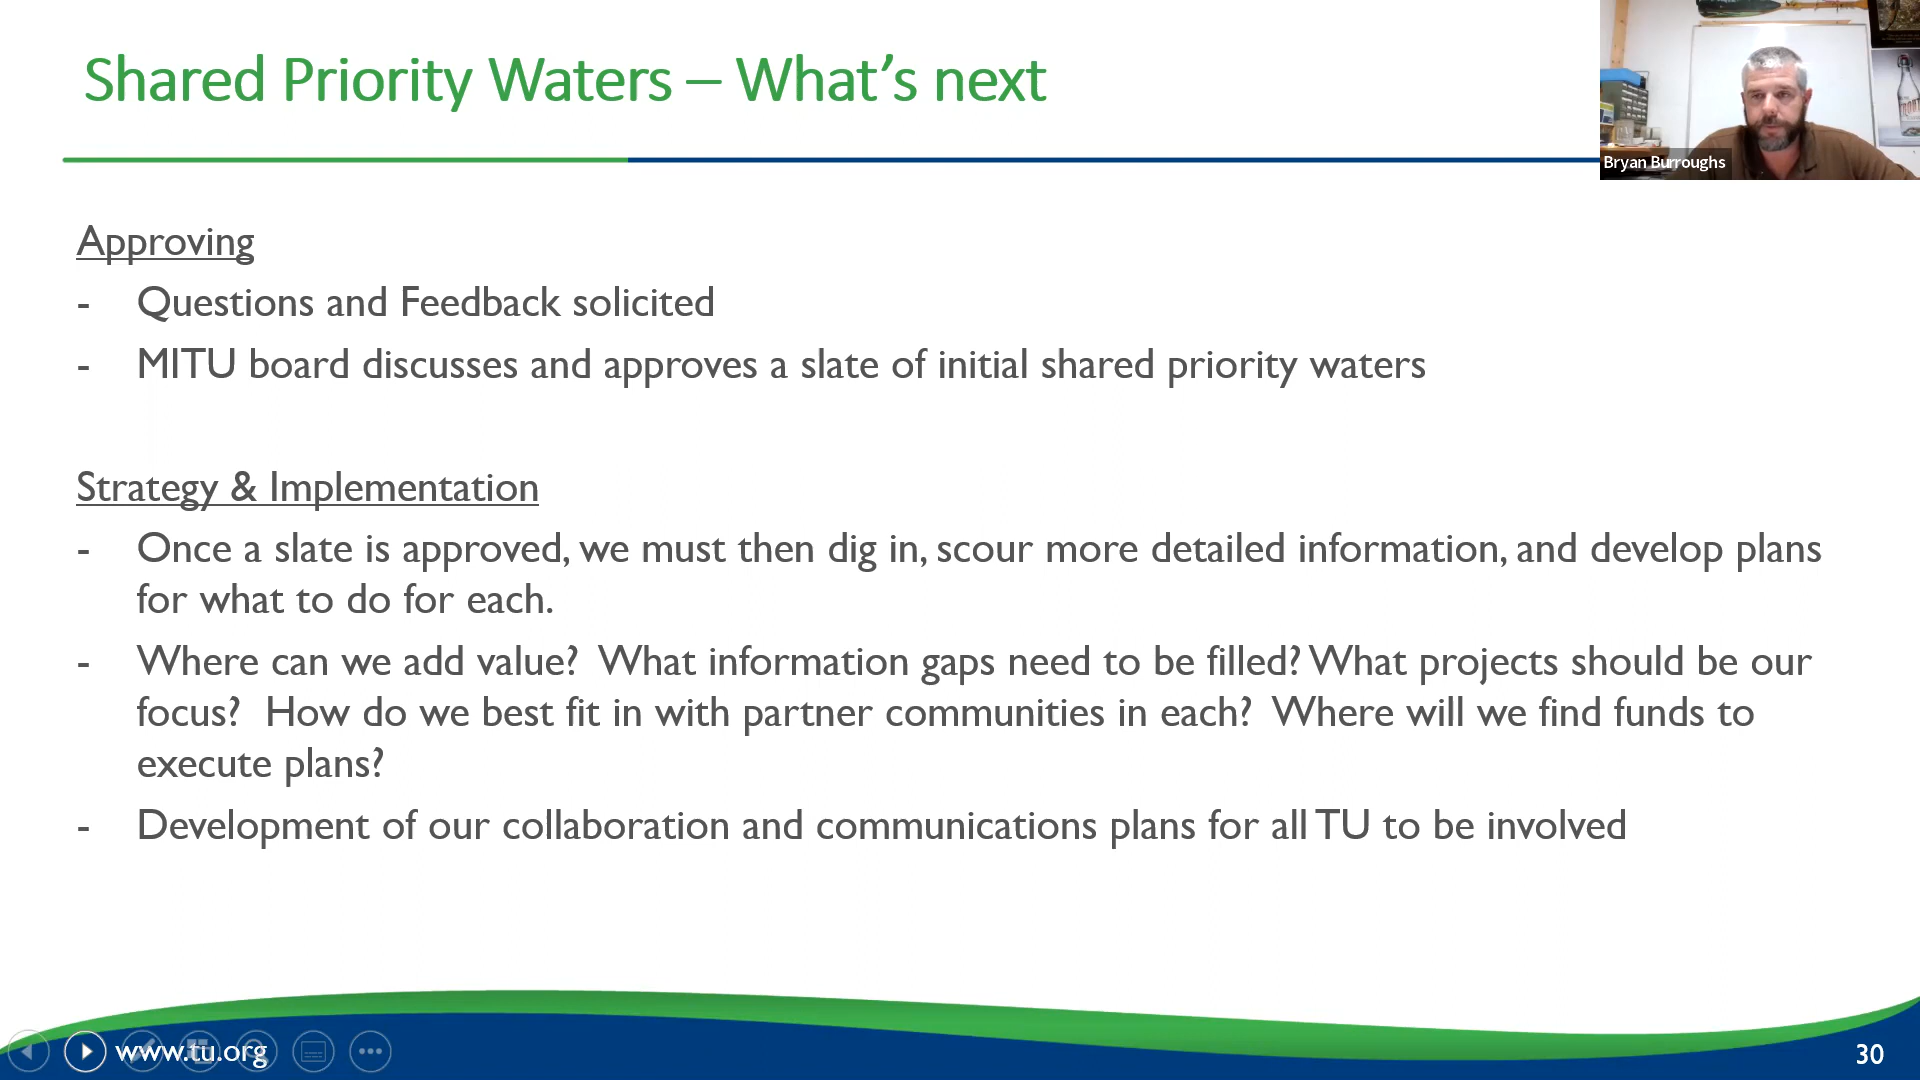 Shared Priority Waters – What's next
Bryan Burroughs
Approving
- Questions and Feedback solicited
- MITU board discusses and approves a slate of initial shared priority waters
Strategy & Implementation
- Once a slate is approved, we must then dig in, scour more detailed information, and develop plans
for what to do for each.
- Where can we add value? What information gaps need to be filled? What projects should be our
focus? How do we best fit in with partner communities in each? Where will we find funds to
execute plans?
- Development of our collaboration and communications plans for all TU to be involved
www.tu.org
30